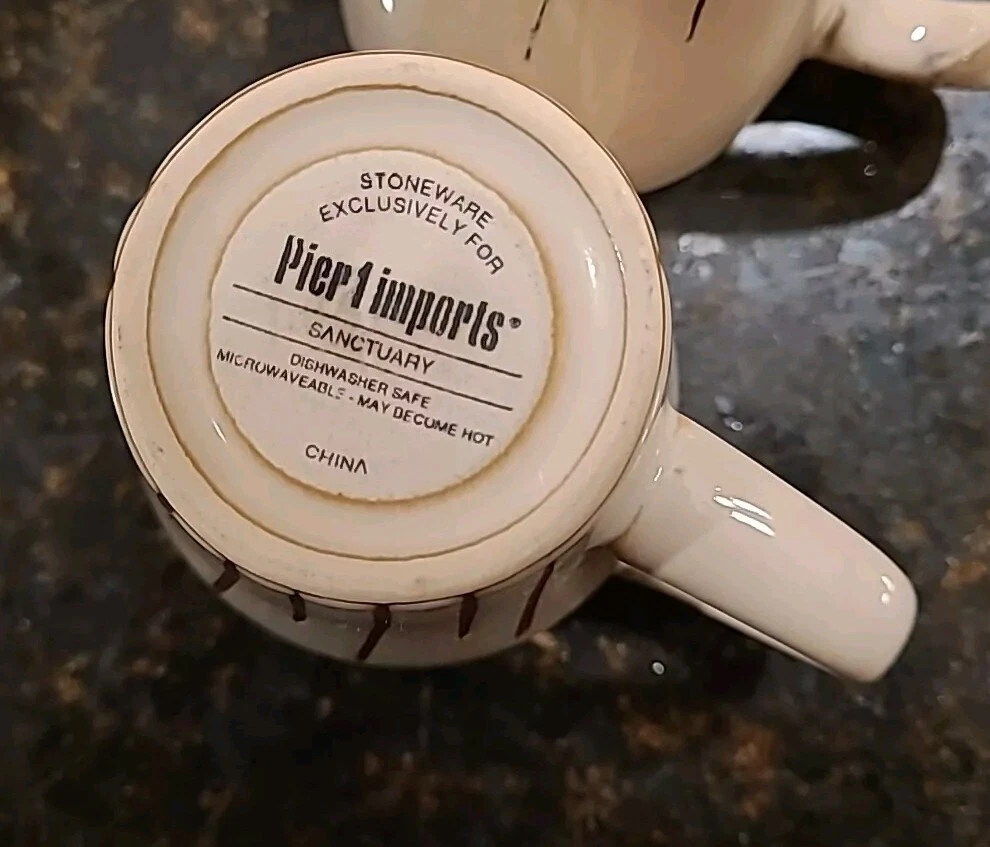 STONEWARE
EXCLUSIVELY FOR
Pier 1 imports®
SANCTUARY
DISHWASHER SAFE
MICROWAVEABLE - MAY BECOME HOT
CHINA